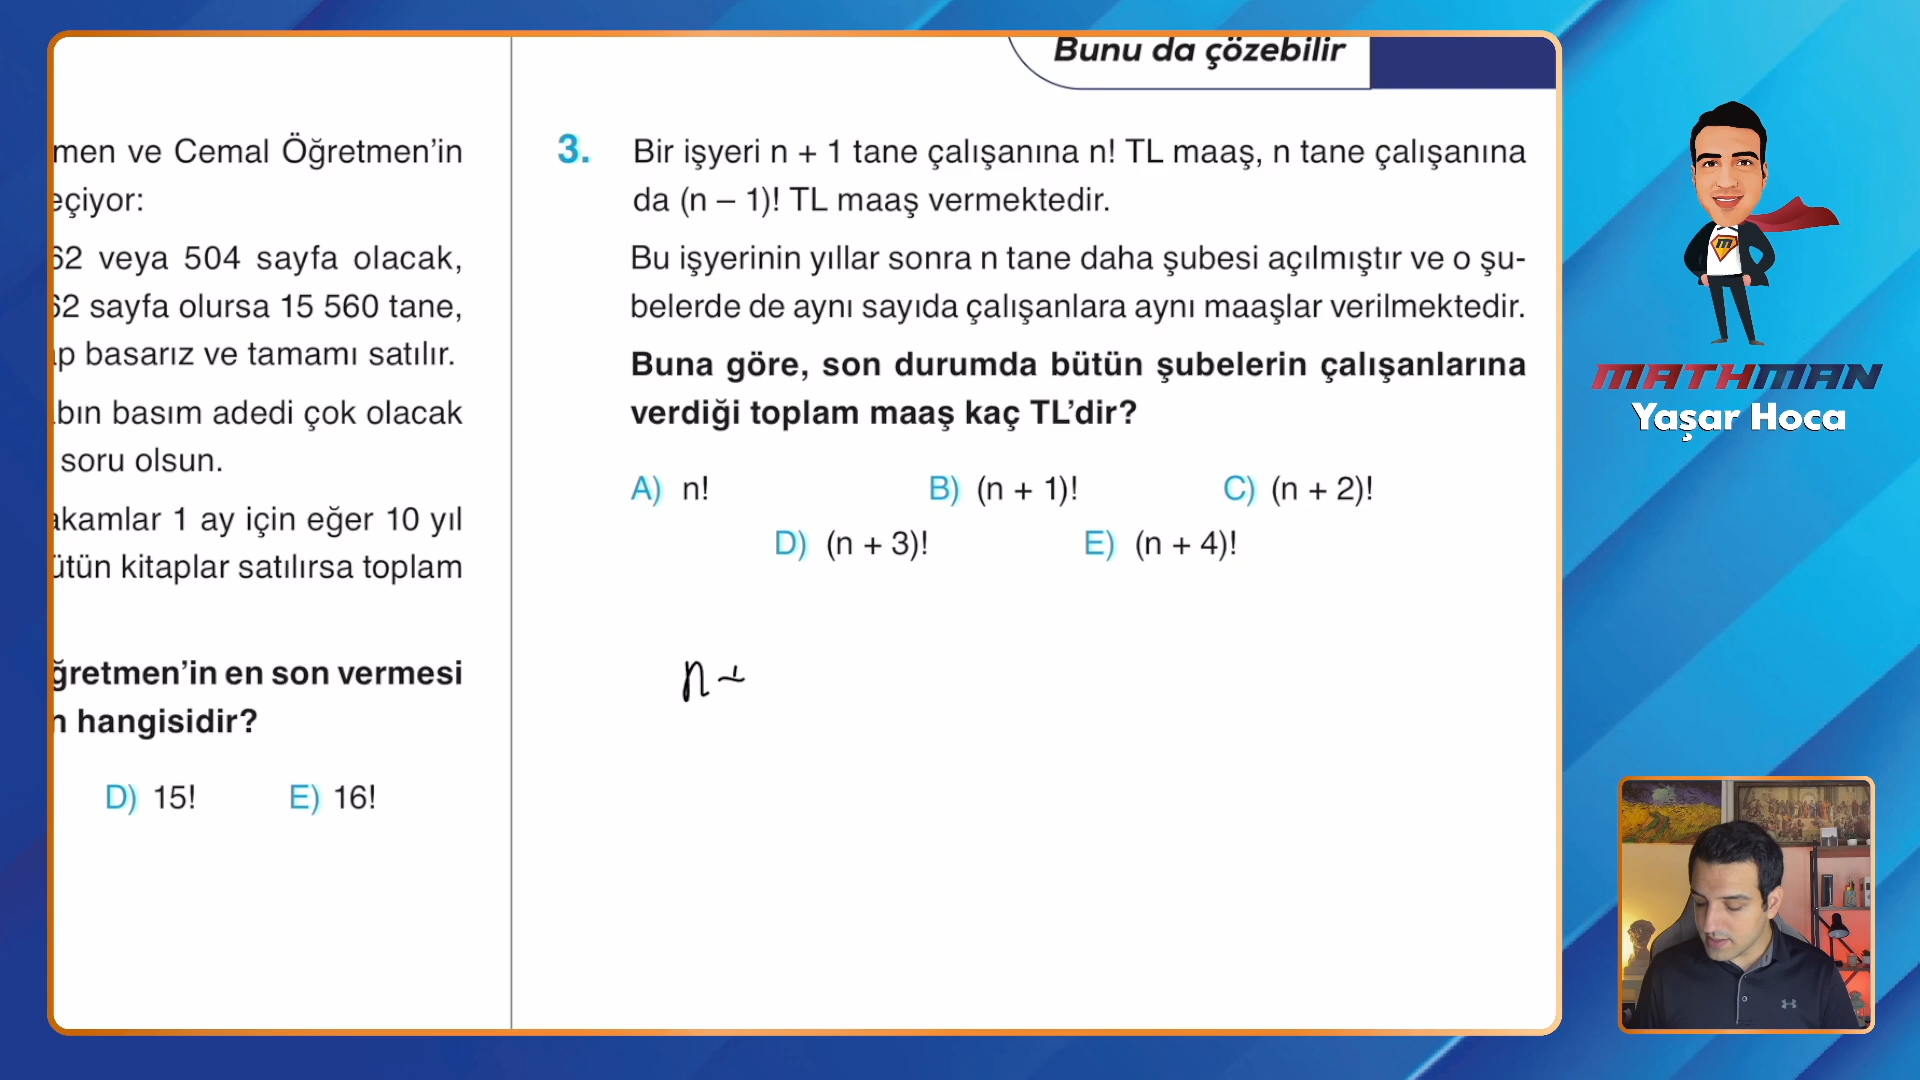 Bunu da çözebilir
men ve Cemal Öğretmen'in
eçiyor:
62 veya 504 sayfa olacak,
62 sayfa olursa 15 560 tane,
ap basarız ve tamamı satılır.
bın basım adedi çok olacak
soru olsun.
akamlar 1 ay için eğer 10 yıl
ütün kitaplar satılırsa toplam
ğretmen'in en son vermesi
n hangisidir?
D) 15! E) 16!
3. Bir işyeri n + 1 tane çalışanına n! TL maaş, n tane çalışanına
da (n – 1)! TL maaş vermektedir.
Bu işyerinin yıllar sonra n tane daha şubesi açılmıştır ve o şu-
belerde de aynı sayıda çalışanlara aynı maaşlar verilmektedir.
Buna göre, son durumda bütün şubelerin çalışanlarına
verdiği toplam maaş kaç TL'dir?
A) n! B) (n + 1)! C) (n + 2)!
D) (n + 3)! E) (n + 4)!
n +
MATHMAN
Yaşar Hoca